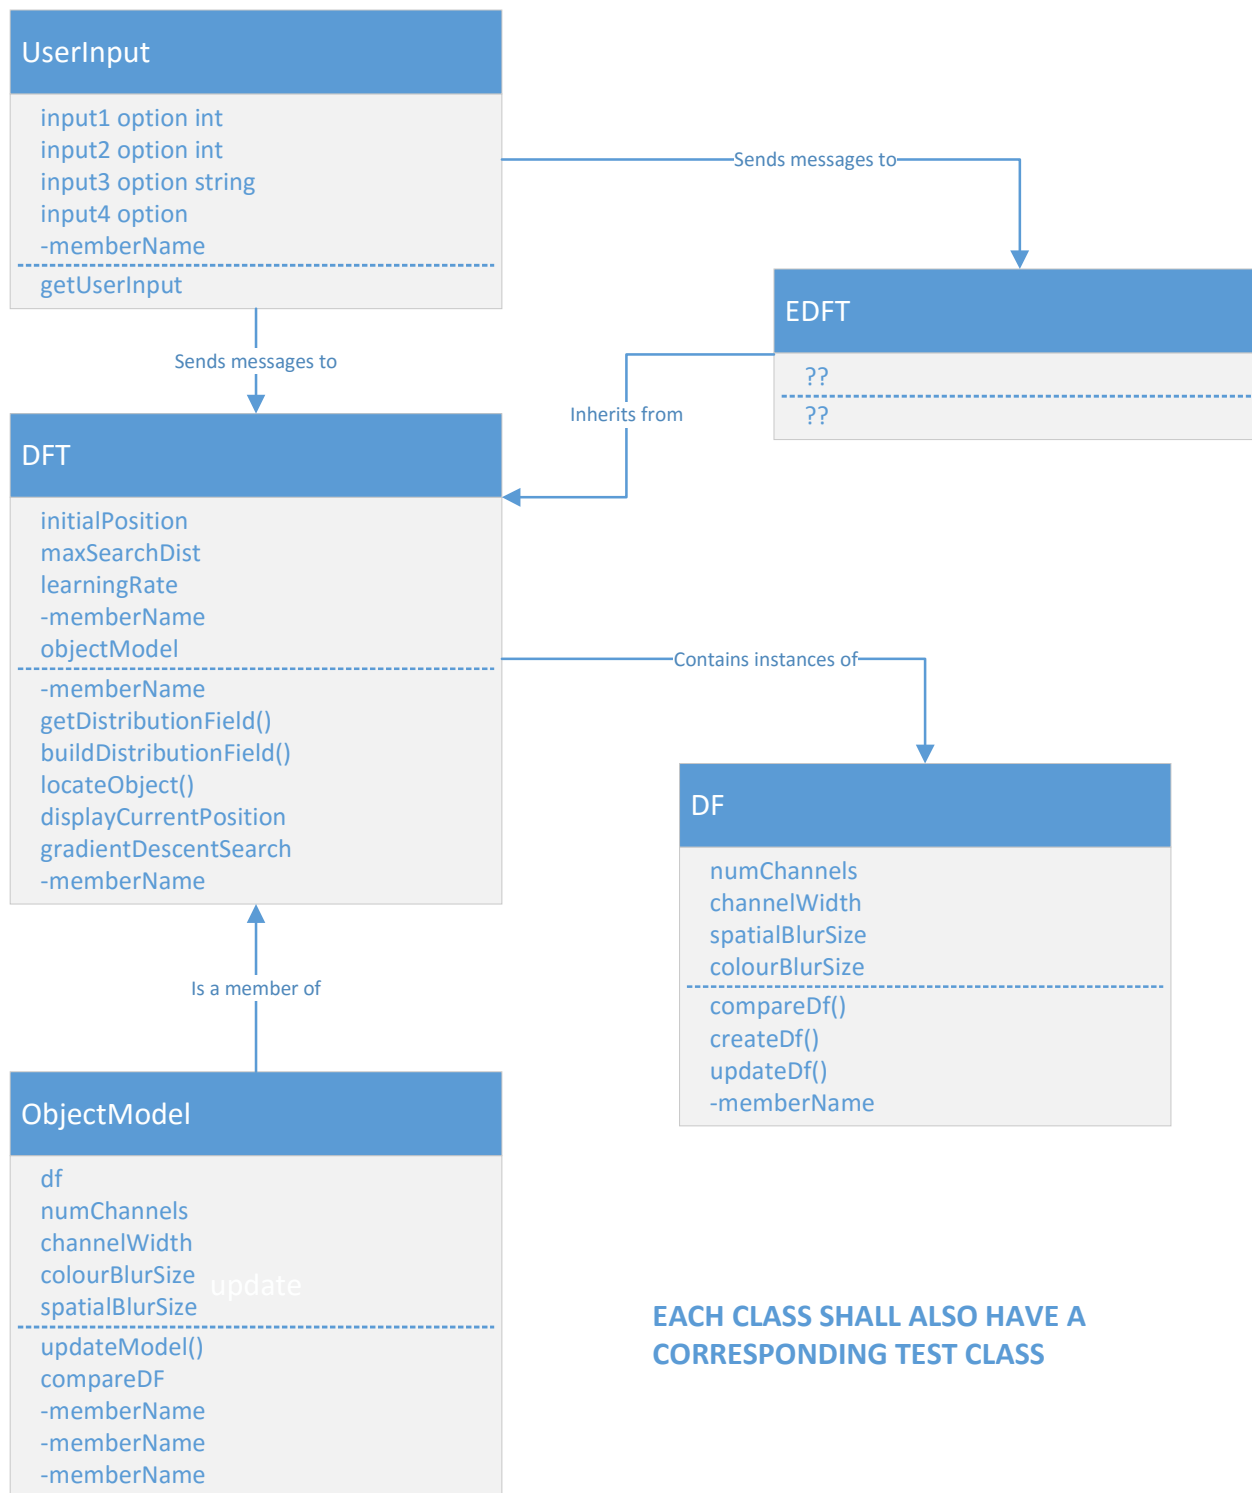 UserInput
input1 option int
input2 option int
input3 option string
input4 option
-memberName
getUserInput
Sends messages to
EDFT
??
??
Sends messages to
Inherits from
DFT
initialPosition
maxSearchDist
learningRate
-memberName
objectModel
-memberName
getDistributionField()
buildDistributionField()
locateObject()
displayCurrentPosition
gradientDescentSearch
-memberName
Contains instances of
DF
numChannels
channelWidth
spatialBlurSize
colourBlurSize
compareDf()
createDf()
updateDf()
-memberName
Is a member of
ObjectModel
df
numChannels
channelWidth
colourBlurSize
update
spatialBlurSize
updateModel()
compareDF
-memberName
-memberName
-memberName
EACH CLASS SHALL ALSO HAVE A
CORRESPONDING TEST CLASS